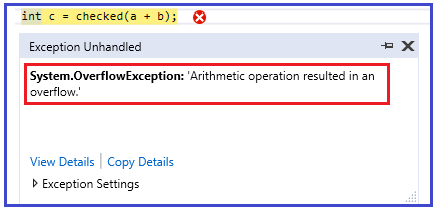 int c = checked(a + b);
Exception Unhandled
System.OverflowException: 'Arithmetic operation resulted in an
overflow.'
View Details | Copy Details
Exception Settings